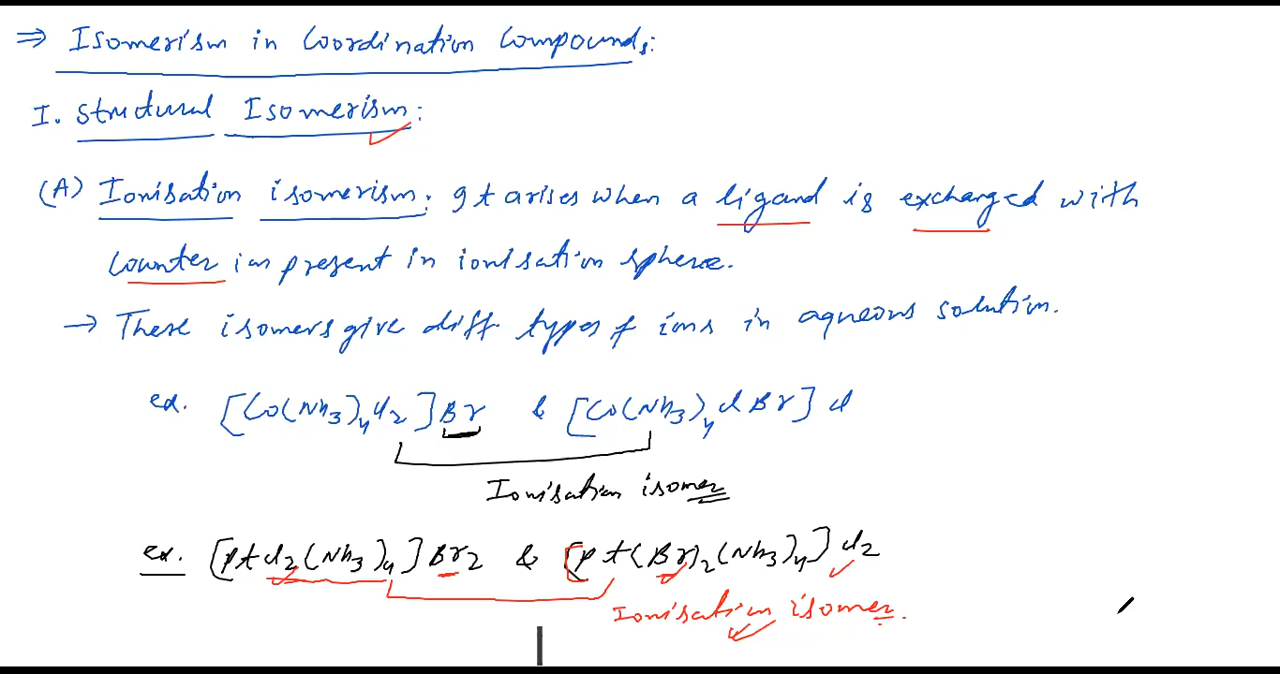 ⇒ Isomerism in Coordination Compounds:
I. Structural Isomerism:
(A) Ionisation isomerism: It arises when a ligand is exchanged with
counter ion present in ionisation sphere.
→ These isomers give diff. types of ions in aqueous solution.
ex. [Co(NH3)4Cl2]Br & [Co(NH3)4ClBr]Cl
Ionisation isomer
ex. [PtCl2(NH3)4]Br2 & [Pt(Br)2(NH3)4]Cl2
Ionisation isomer.